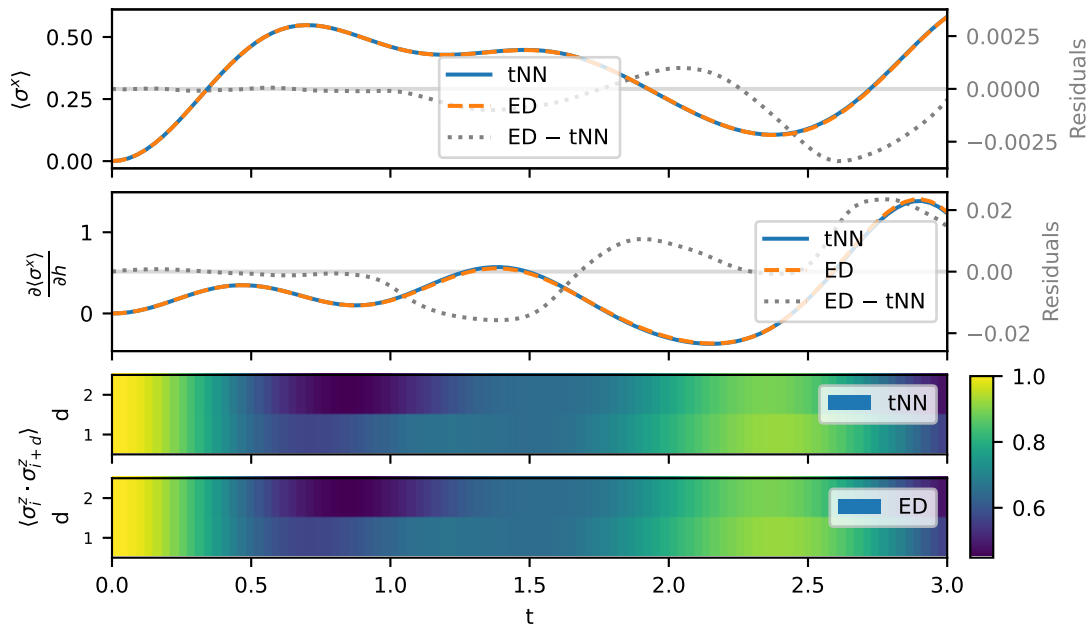 0.50
0.25
0.00
⟨σˣ⟩
tNN
ED
ED − tNN
0.0025
0.0000
−0.0025
Residuals
1
0
∂⟨σˣ⟩
∂h
tNN
ED
ED − tNN
0.02
0.00
−0.02
Residuals
2
1
d
tNN
⟨σᵢᶻ · σᵢ₊dᶻ⟩
2
1
d
ED
1.0
0.8
0.6
0.0
0.5
1.0
1.5
2.0
2.5
3.0
t